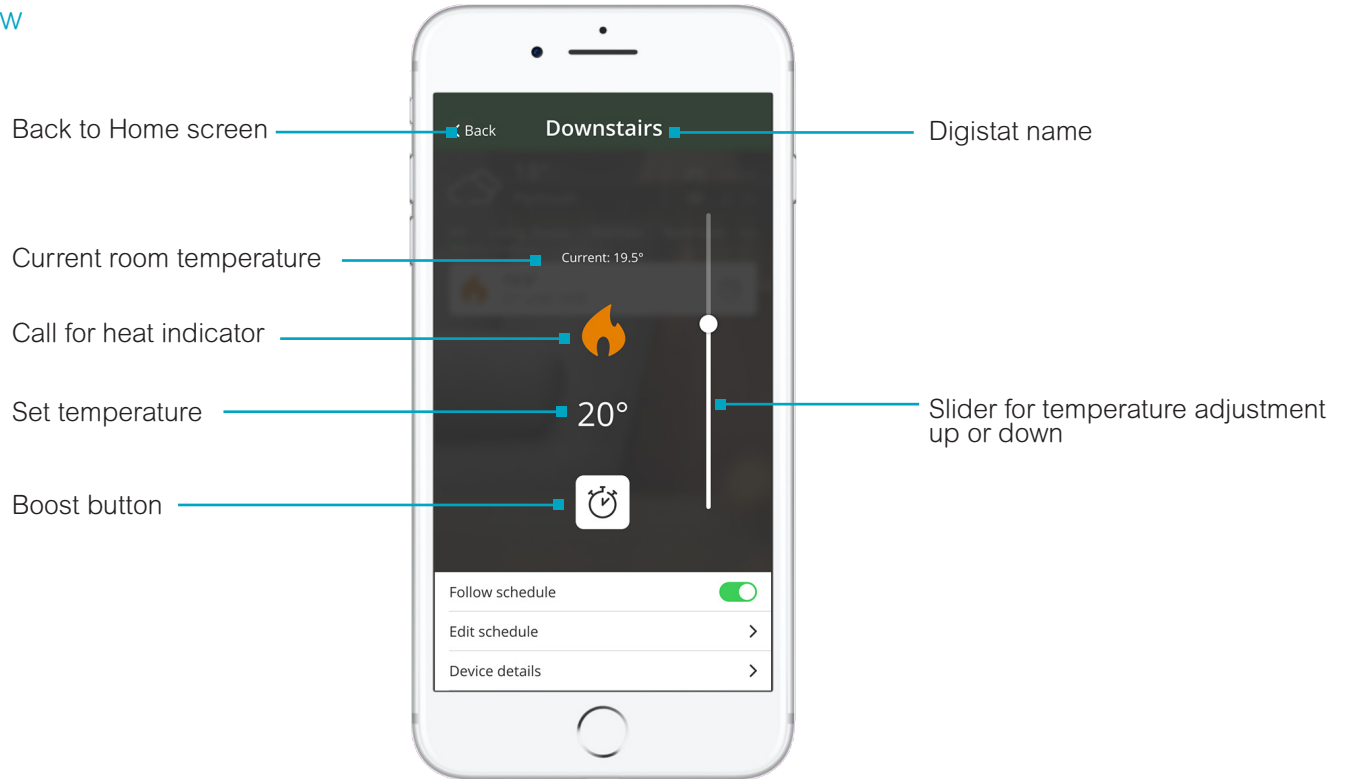 W
Back to Home screen
Back
Downstairs
Digistat name
Current room temperature
Current: 19.5°
Call for heat indicator
Set temperature
20°
Slider for temperature adjustment
up or down
Boost button
Follow schedule
Edit schedule
Device details